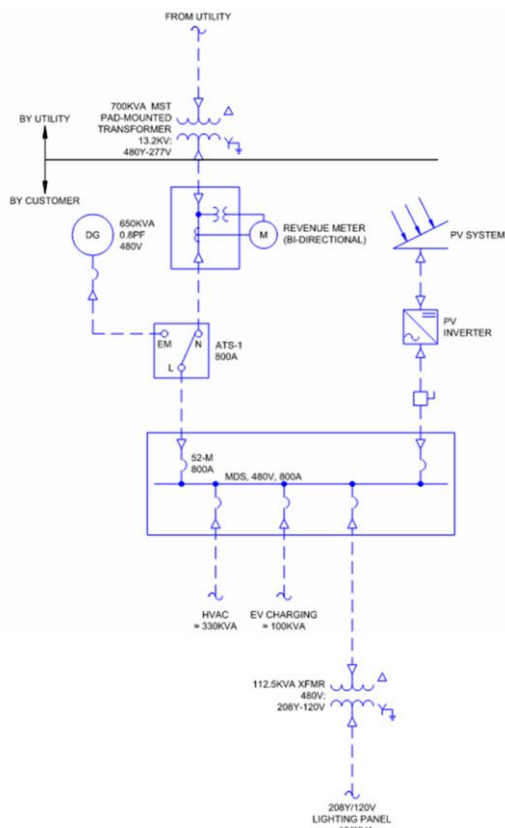 FROM UTILITY
700KVA MST
PAD-MOUNTED
TRANSFORMER
13.2KV:
480Y-277V
BY UTILITY
BY CUSTOMER
DG
650KVA
0.8PF
480V
M
REVENUE METER
(BI-DIRECTIONAL)
PV SYSTEM
EM
N
L
ATS-1
800A
PV
INVERTER
52-M
800A
MDS, 480V, 800A
HVAC
≈ 330KVA
EV CHARGING
≈ 100KVA
112.5KVA XFMR
480V:
208Y-120V
208Y/120V
LIGHTING PANEL